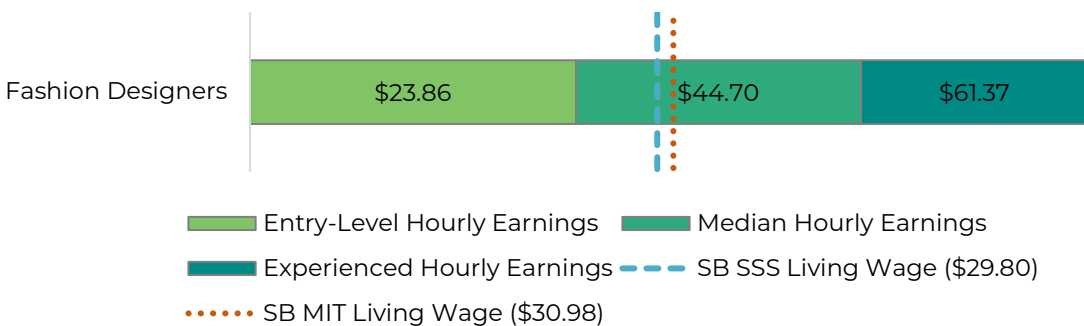 Fashion Designers $23.86 $44.70 $61.37
Entry-Level Hourly Earnings Median Hourly Earnings
Experienced Hourly Earnings SB SSS Living Wage ($29.80)
SB MIT Living Wage ($30.98)